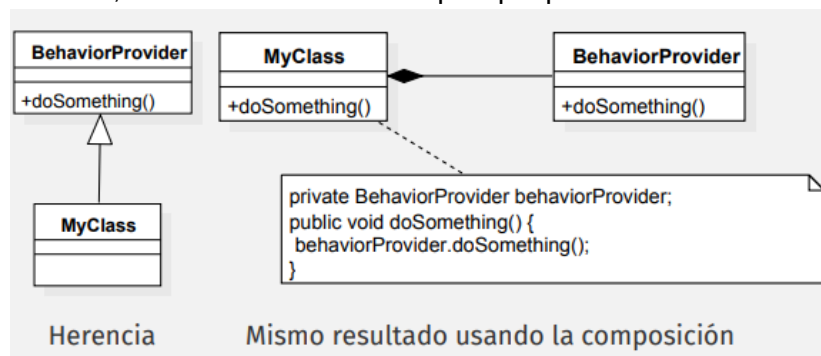 BehaviorProvider
+doSomething()
MyClass
Herencia
MyClass
+doSomething()
BehaviorProvider
+doSomething()
private BehaviorProvider behaviorProvider;
public void doSomething() {
behaviorProvider.doSomething();
}
Mismo resultado usando la composición